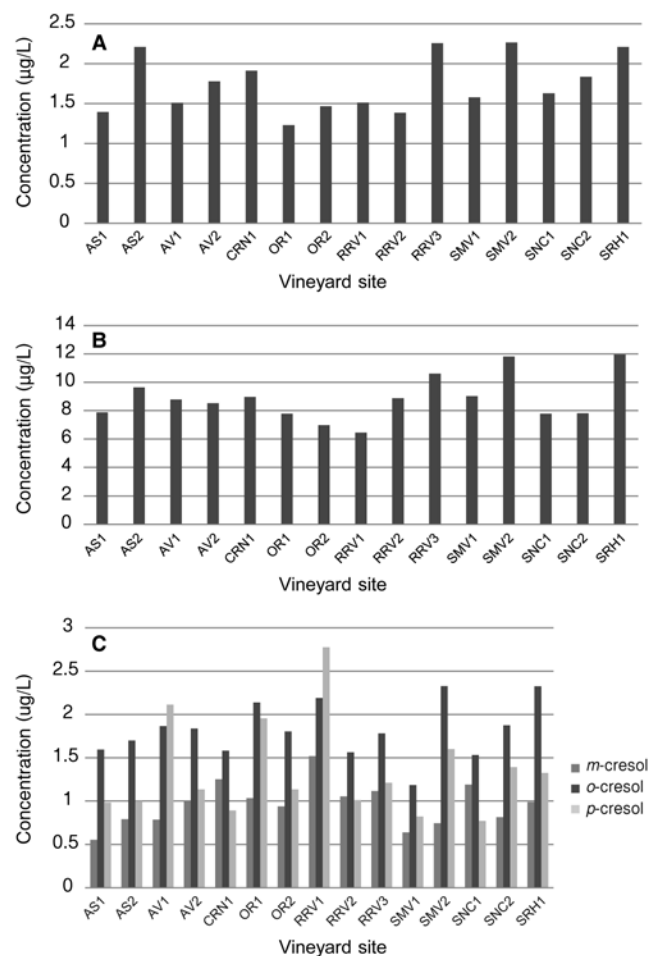 A
Concentration (µg/L)
2.5
2
1.5
1
0.5
0
AS1 AS2 AV1 AV2 CRN1 OR1 OR2 RRV1 RRV2 RRV3 SMV1 SMV2 SNC1 SNC2 SRH1
Vineyard site
B
Concentration (µg/L)
14
12
10
8
6
4
2
0
AS1 AS2 AV1 AV2 CRN1 OR1 OR2 RRV1 RRV2 RRV3 SMV1 SMV2 SNC1 SNC2 SRH1
Vineyard site
C
Concentration (ug/L)
3
2.5
2
1.5
1
0.5
0
AS1 AS2 AV1 AV2 CRN1 OR1 OR2 RRV1 RRV2 RRV3 SMV1 SMV2 SNC1 SNC2 SRH1
Vineyard site
m-cresol
o-cresol
p-cresol